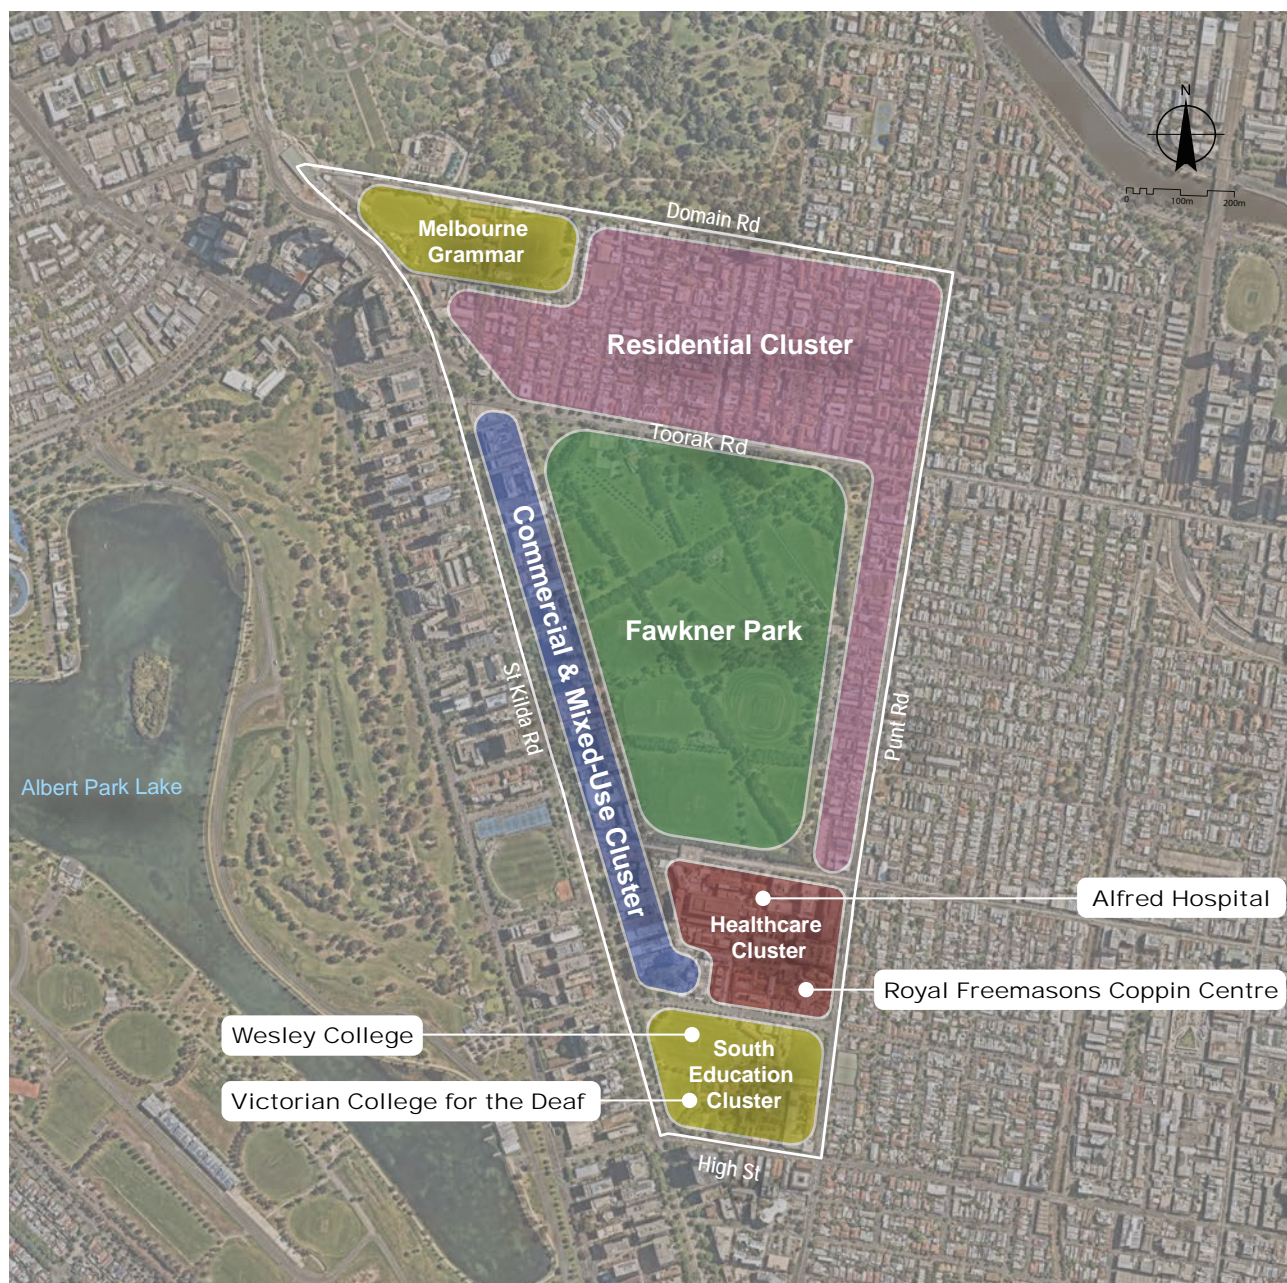 N
0 100m 200m
Domain Rd
Melbourne
Grammar
Residential Cluster
Toorak Rd
Commercial & Mixed-Use Cluster
Fawkner Park
St Kilda Rd
Punt Rd
Albert Park Lake
Alfred Hospital
Healthcare
Cluster
Royal Freemasons Coppin Centre
Wesley College
South
Education
Cluster
Victorian College for the Deaf
High St